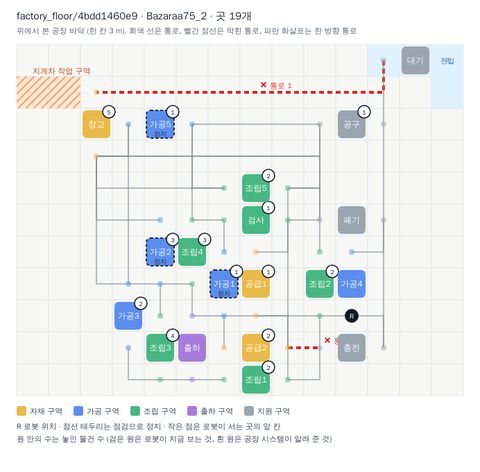 factory_floor/4bdd1460e9 · Bazaraa75_2 · 곳 19개
위에서 본 공장 바닥 (한 칸 3 m). 회색 선은 통로, 빨간 점선은 막힌 통로, 파란 화살표는 한 방향 통로
대기
전립
지게차 작업 구역
✖ 통로 1
5
1
1
창고
가공5
정지
공구
2
조립5
1
검사
폐기
3
3
가공2
정지
조립4
1
1
2
가공1
정지
공급1
조립2
가공4
2
가공3
R
4
2
✖
조립3
출하
공급2
충전
2
조립1
자재 구역
가공 구역
조립 구역
출하 구역
지원 구역
R 로봇 위치 · 점선 테두리는 점검으로 정지 · 작은 점은 로봇이 서는 곳의 앞 칸
원 안의 수는 놓인 물건 수 (검은 원은 로봇이 지금 보는 것, 흰 원은 공장 시스템이 알려 준 것)